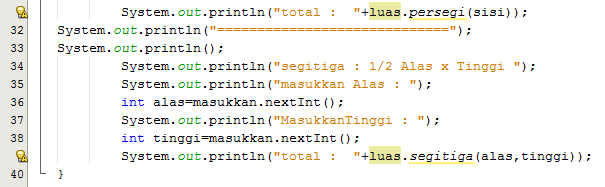 System.out.println("total :  "+luas.persegi(sisi));
32 System.out.println("=============================");
33 System.out.println();
34 System.out.println("segitiga : 1/2 Alas x Tinggi ");
35 System.out.println("masukkan Alas : ");
36 int alas=masukkan.nextInt();
37 System.out.println("MasukkanTinggi : ");
38 int tinggi=masukkan.nextInt();
System.out.println("total :  "+luas.segitiga(alas,tinggi));
40 }